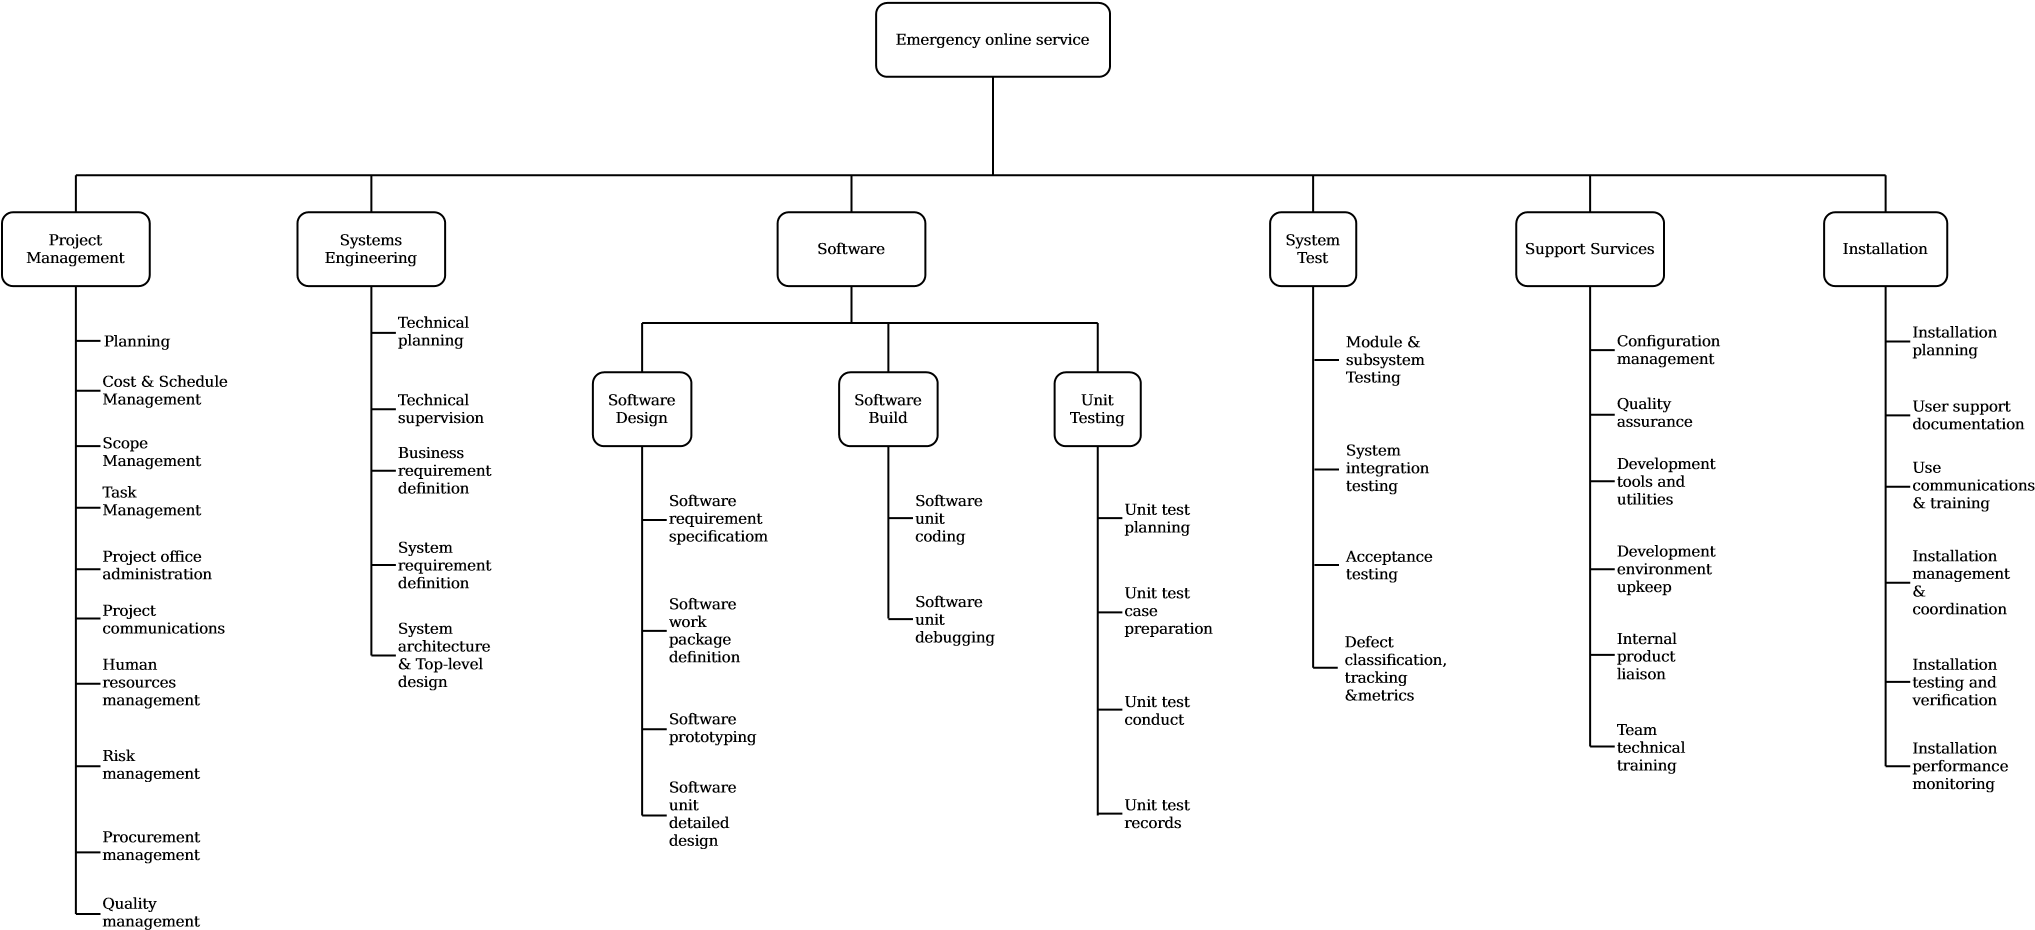 Emergency online service
Project
Management
Systems
Engineering
Software
System
Test
Support Survices
Installation
Planning
Cost & Schedule
Management
Scope
Management
Task
Management
Project office
administration
Project
communications
Human
resources
management
Risk
management
Procurement
management
Quality
management
Technical
planning
Technical
supervision
Business
requirement
definition
System
requirement
definition
System
architecture
& Top-level
design
Software
Design
Software
requirement
specificatiom
Software
work
package
definition
Software
prototyping
Software
unit
detailed
design
Software
Build
Software
unit
coding
Software
unit
debugging
Unit
Testing
Unit test
planning
Unit test
case
preparation
Unit test
conduct
Unit test
records
Module &
subsystem
Testing
System
integration
testing
Acceptance
testing
Defect
classification,
tracking
&metrics
Configuration
management
Quality
assurance
Development
tools and
utilities
Development
environment
upkeep
Internal
product
liaison
Team
technical
training
Installation
planning
User support
documentation
Use
communications
& training
Installation
management
&
coordination
Installation
testing and
verification
Installation
performance
monitoring